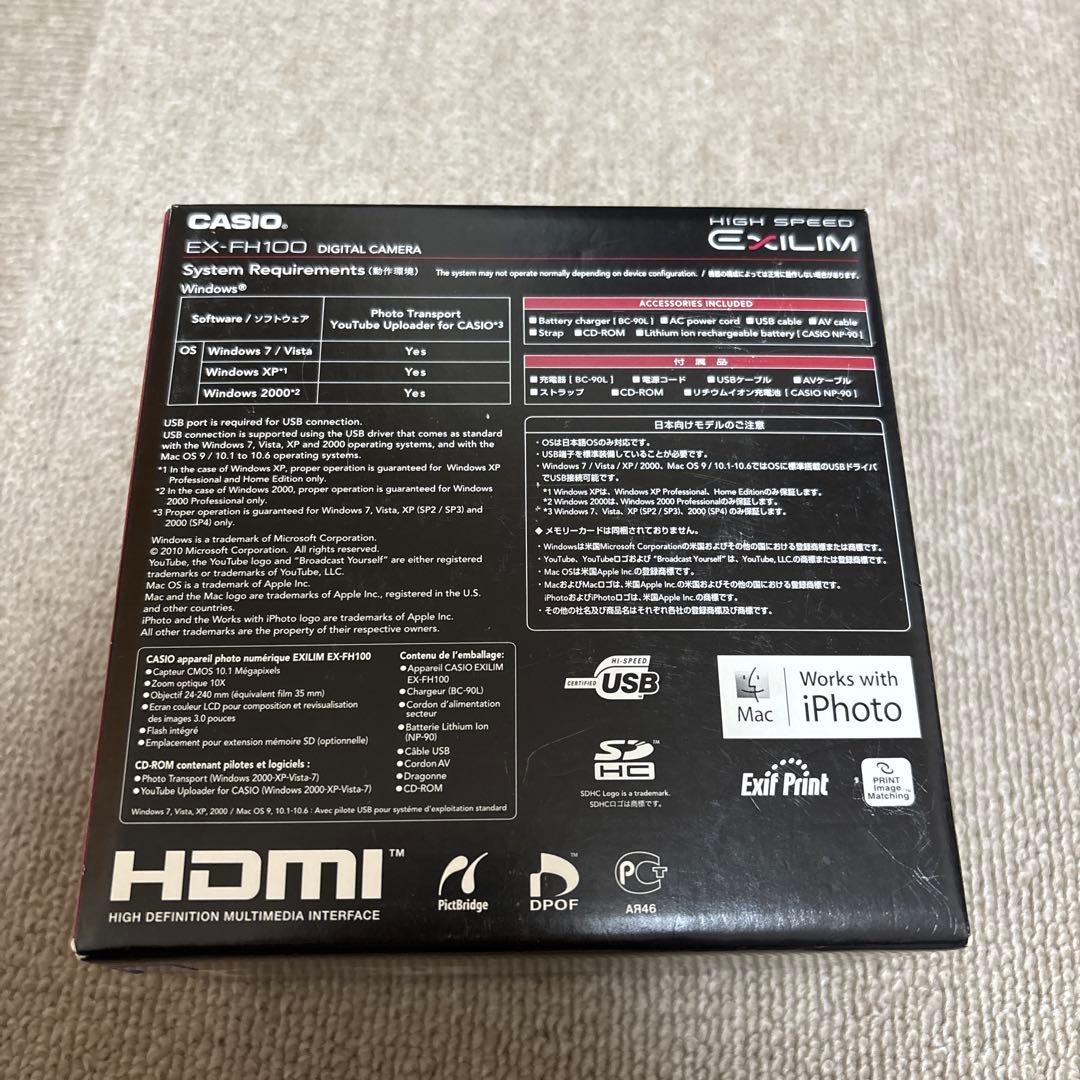 CASIO®
HIGH SPEED
EXILIM
EX-FH100 DIGITAL CAMERA
System Requirements (動作環境)
The system may not operate normally depending on device configuration. / 機器の構成によっては正常に動作しない場合があります。
Windows®
Software / ソフトウェア
Photo Transport
YouTube Uploader for CASIO*3
OS
Windows 7 / Vista Yes
Windows XP*1 Yes
Windows 2000*2 Yes
ACCESSORIES INCLUDED
■Battery charger [ BC-90L ] ■AC power cord ■USB cable ■AV cable
■Strap ■CD-ROM ■Lithium ion rechargeable battery [ CASIO NP-90 ]
付属品
■充電器 [ BC-90L ] ■電源コード ■USBケーブル ■AVケーブル
■ストラップ ■CD-ROM ■リチウムイオン充電池 [ CASIO NP-90 ]
USB port is required for USB connection.
USB connection is supported using the USB driver that comes as standard
with the Windows 7, Vista, XP and 2000 operating systems, and with the
Mac OS 9 / 10.1 to 10.6 operating systems.
*1 In the case of Windows XP, proper operation is guaranteed for Windows XP
Professional and Home Edition only.
*2 In the case of Windows 2000, proper operation is guaranteed for Windows
2000 Professional only.
*3 Proper operation is guaranteed for Windows 7, Vista, XP (SP2 / SP3) and
2000 (SP4) only.
Windows is a trademark of Microsoft Corporation.
© 2010 Microsoft Corporation. All rights reserved.
YouTube, the YouTube logo and "Broadcast Yourself" are either registered
trademarks or trademarks of YouTube, LLC.
Mac OS is a trademark of Apple Inc.
Mac and the Mac logo are trademarks of Apple Inc., registered in the U.S.
and other countries.
iPhoto and the Works with iPhoto logo are trademarks of Apple Inc.
All other trademarks are the property of their respective owners.
日本向けモデルのご注意
・OSは日本語OSのみ対応です。
・USB端子を標準装備していることが必要です。
・Windows 7 / Vista / XP / 2000、Mac OS 9 / 10.1-10.6ではOSに標準搭載のUSBドライバ
でUSB接続可能です。
*1 Windows XPは、Windows XP Professional、Home Editionのみ保証します。
*2 Windows 2000は、Windows 2000 Professionalのみ保証します。
*3 Windows 7、Vista、XP (SP2 / SP3)、2000 (SP4) のみ保証します。
◆ メモリーカードは同梱されておりません。
・Windowsは米国Microsoft Corporationの米国およびその他の国における登録商標または商標です。
・YouTube、YouTubeロゴおよび "Broadcast Yourself" は、YouTube, LLC.の商標または登録商標です。
・Mac OSは米国Apple Inc.の登録商標です。
・MacおよびMacロゴは、米国Apple Inc.の米国およびその他の国における登録商標です。
iPhotoおよびiPhotoロゴは、米国Apple Inc.の商標です。
・その他の社名及び商品名はそれぞれ各社の登録商標及び商標です。
CASIO appareil photo numérique EXILIM EX-FH100
●Capteur CMOS 10.1 Mégapixels
●Zoom optique 10X
●Objectif 24-240 mm (équivalent film 35 mm)
●Ecran couleur LCD pour composition et revisualisation
des images 3.0 pouces
●Flash intégré
●Emplacement pour extension mémoire SD (optionnelle)
CD-ROM contenant pilotes et logiciels :
●Photo Transport (Windows 2000-XP-Vista-7)
●YouTube Uploader for CASIO (Windows 2000-XP-Vista-7)
Contenu de l'emballage:
●Appareil CASIO EXILIM
EX-FH100
●Chargeur (BC-90L)
●Cordon d'alimentation
secteur
●Batterie Lithium Ion
(NP-90)
●Câble USB
●Cordon AV
●Dragonne
●CD-ROM
Windows 7, Vista, XP, 2000 / Mac OS 9, 10.1-10.6 : Avec pilote USB pour système d'exploitation standard
HI-SPEED
CERTIFIED USB
Mac
Works with
iPhoto
SDHC™
SDHC Logo is a trademark.
SDHCロゴは商標です。
Exif Print
PRINT
Image
Matching™
HDMI™
HIGH DEFINITION MULTIMEDIA INTERFACE
PictBridge
™
DPOF
РСТ
АЯ46